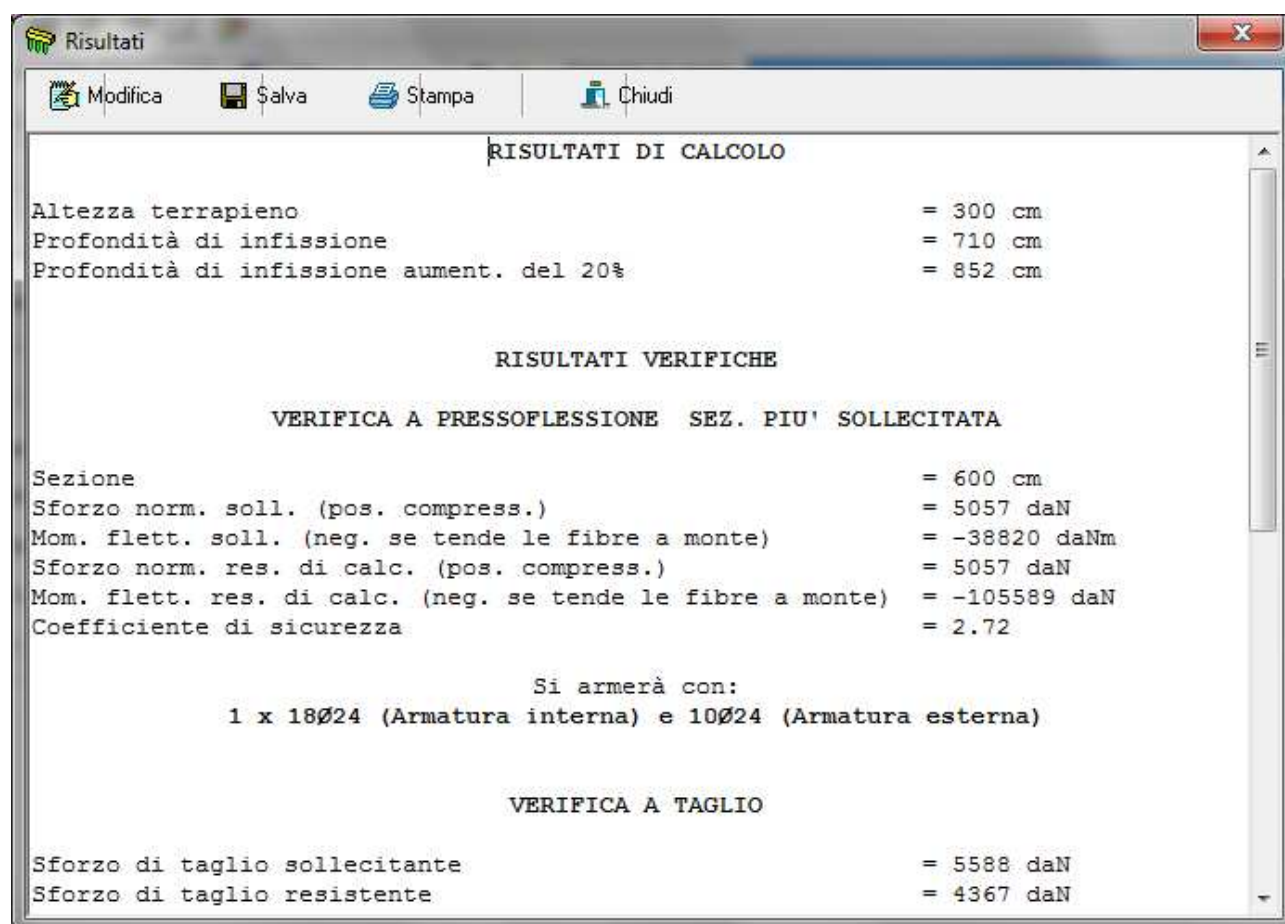 Risultati
Modifica Salva Stampa Chiudi
RISULTATI DI CALCOLO
Altezza terrapieno = 300 cm
Profondità di infissione = 710 cm
Profondità di infissione aument. del 20% = 852 cm
RISULTATI VERIFICHE
VERIFICA A PRESSOFLESSIONE SEZ. PIU' SOLLECITATA
Sezione = 600 cm
Sforzo norm. soll. (pos. compress.) = 5057 daN
Mom. flett. soll. (neg. se tende le fibre a monte) = -38820 daNm
Sforzo norm. res. di calc. (pos. compress.) = 5057 daN
Mom. flett. res. di calc. (neg. se tende le fibre a monte) = -105589 daN
Coefficiente di sicurezza = 2.72
Si armerà con:
1 x 18Ø24 (Armatura interna) e 10Ø24 (Armatura esterna)
VERIFICA A TAGLIO
Sforzo di taglio sollecitante = 5588 daN
Sforzo di taglio resistente = 4367 daN